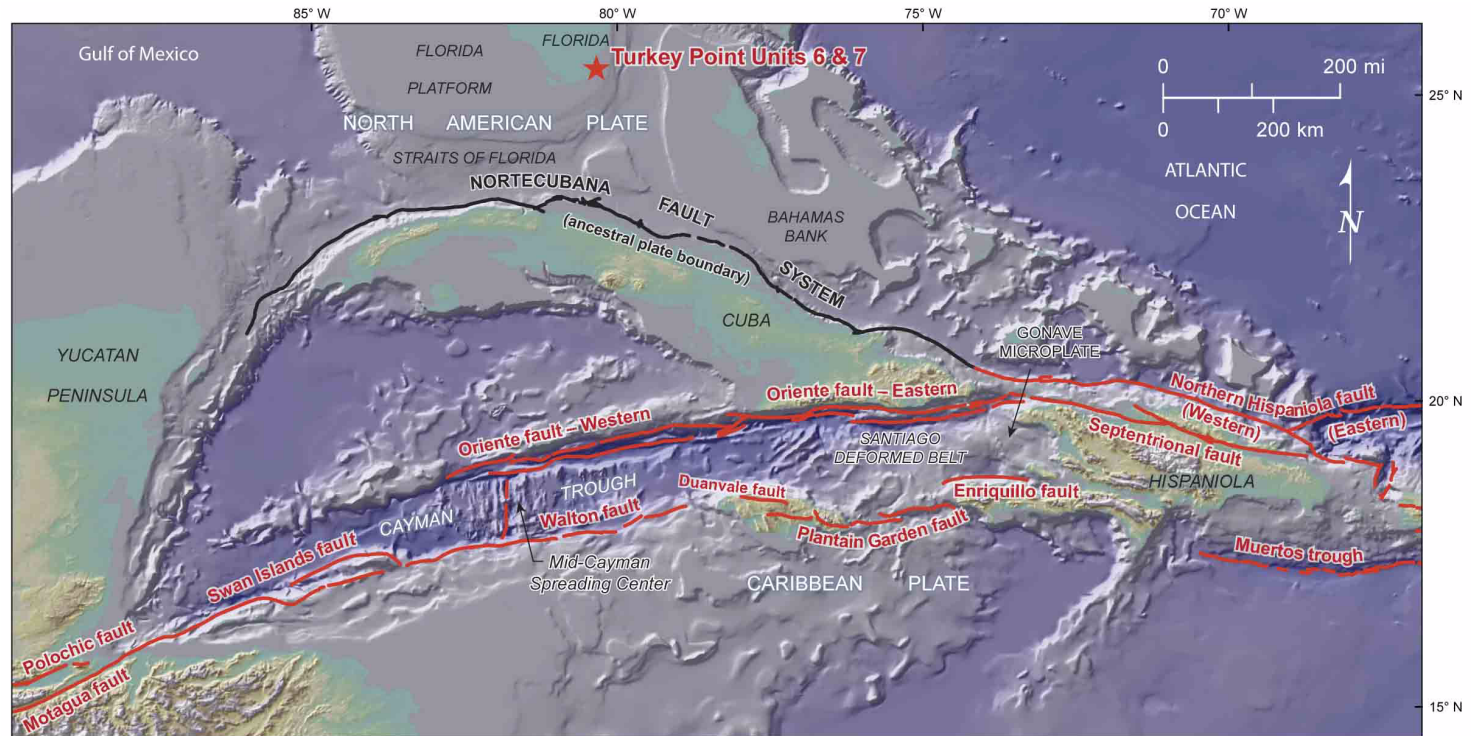 85° W
80° W
75° W
70° W
Gulf of Mexico
FLORIDA
PLATFORM
FLORIDA
Turkey Point Units 6 & 7
0 200 mi
0 200 km
25° N
NORTH AMERICAN PLATE
STRAITS OF FLORIDA
ATLANTIC
OCEAN
N
NORTECUBANA FAULT SYSTEM
(ancestral plate boundary)
BAHAMAS
BANK
CUBA
YUCATAN
PENINSULA
GONAVE
MICROPLATE
20° N
Oriente fault – Eastern
Northern Hispaniola fault
(Western)
(Eastern)
Oriente fault – Western
Septentrional fault
SANTIAGO
DEFORMED BELT
HISPANIOLA
CAYMAN TROUGH
Duanvale fault
Enriquillo fault
Walton fault
Plantain Garden fault
Swan Islands fault
Mid-Cayman
Spreading Center
Muertos trough
CARIBBEAN PLATE
Polochic fault
Motagua fault
15° N